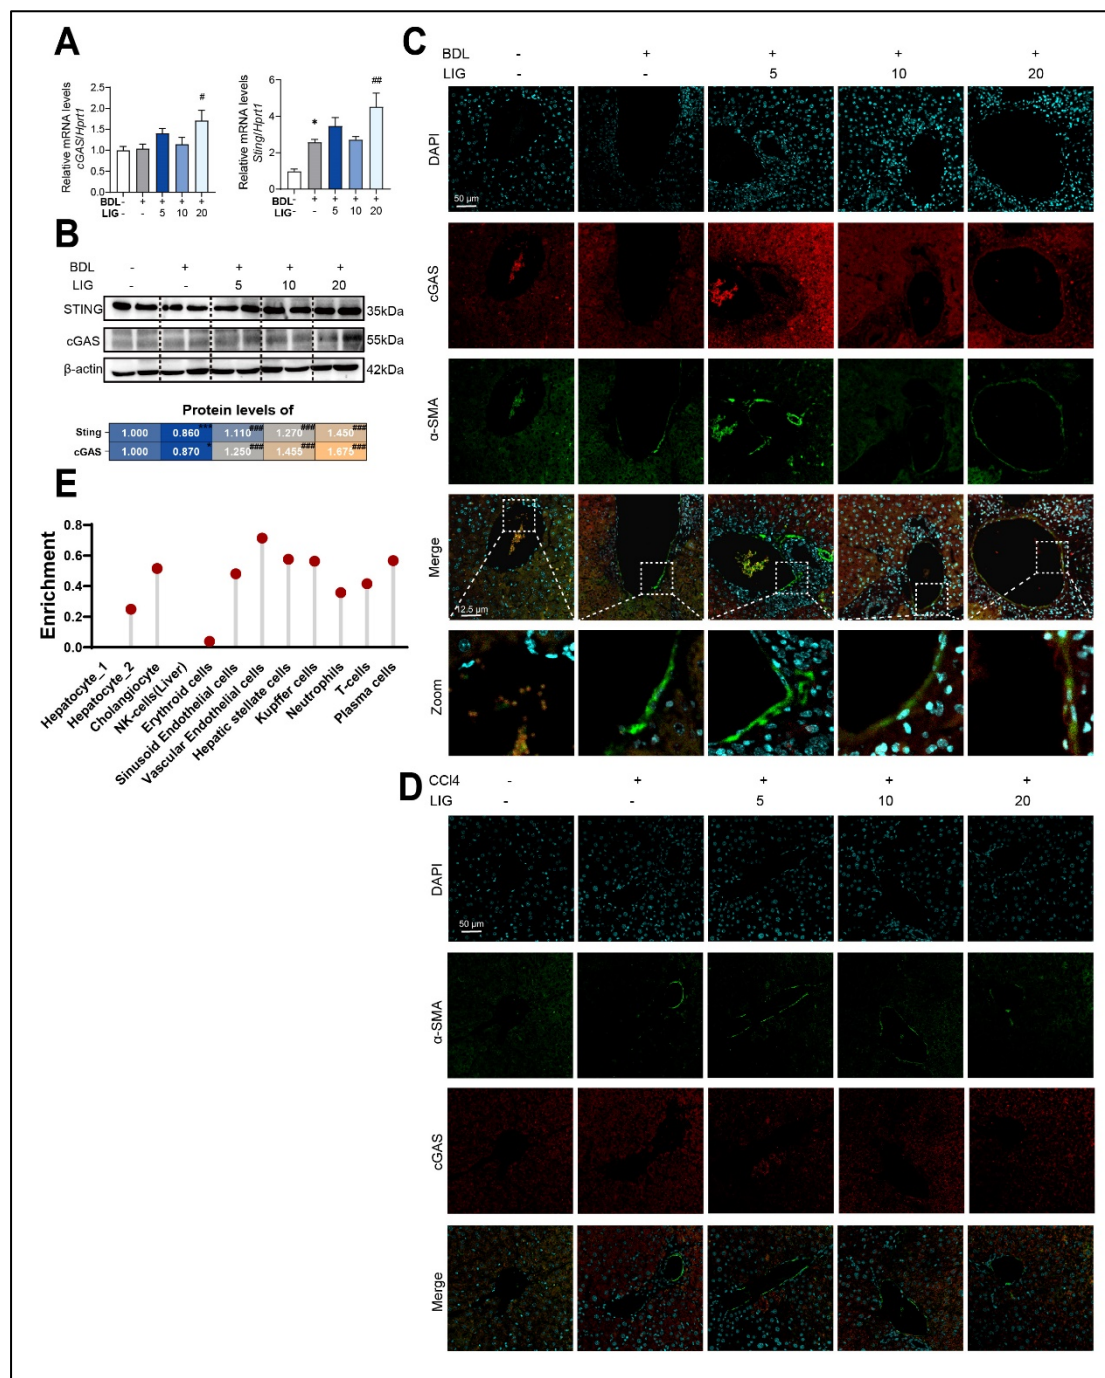 A
Relative mRNA levels
cGAS/Hprt1
2.5
2.0
1.5
1.0
0.5
0.0
#
BDL - + + + +
LIG - - 5 10 20
Relative mRNA levels
Sting/Hprt1
6
4
2
0
*
##
BDL - + + + +
LIG - - 5 10 20
B
BDL - + + + +
LIG - - 5 10 20
STING 35kDa
cGAS 55kDa
β-actin 42kDa
Protein levels of
Sting 1.000 0.860*** 1.110### 1.270### 1.450###
cGAS 1.000 0.870* 1.250### 1.455### 1.675###
E
Enrichment
0.8
0.6
0.4
0.2
0.0
Hepatocyte_1
Hepatocyte_2
Cholangiocyte
NK-cells(Liver)
Erythroid cells
Sinusoid Endothelial cells
Vascular Endothelial cells
Hepatic stellate cells
Kupffer cells
Neutrophils
T-cells
Plasma cells
C
BDL - + + + +
LIG - - 5 10 20
DAPI
50 μm
cGAS
α-SMA
Merge
12.5 μm
Zoom
D
CCl4 - + + + +
LIG - - 5 10 20
DAPI
50 μm
α-SMA
cGAS
Merge